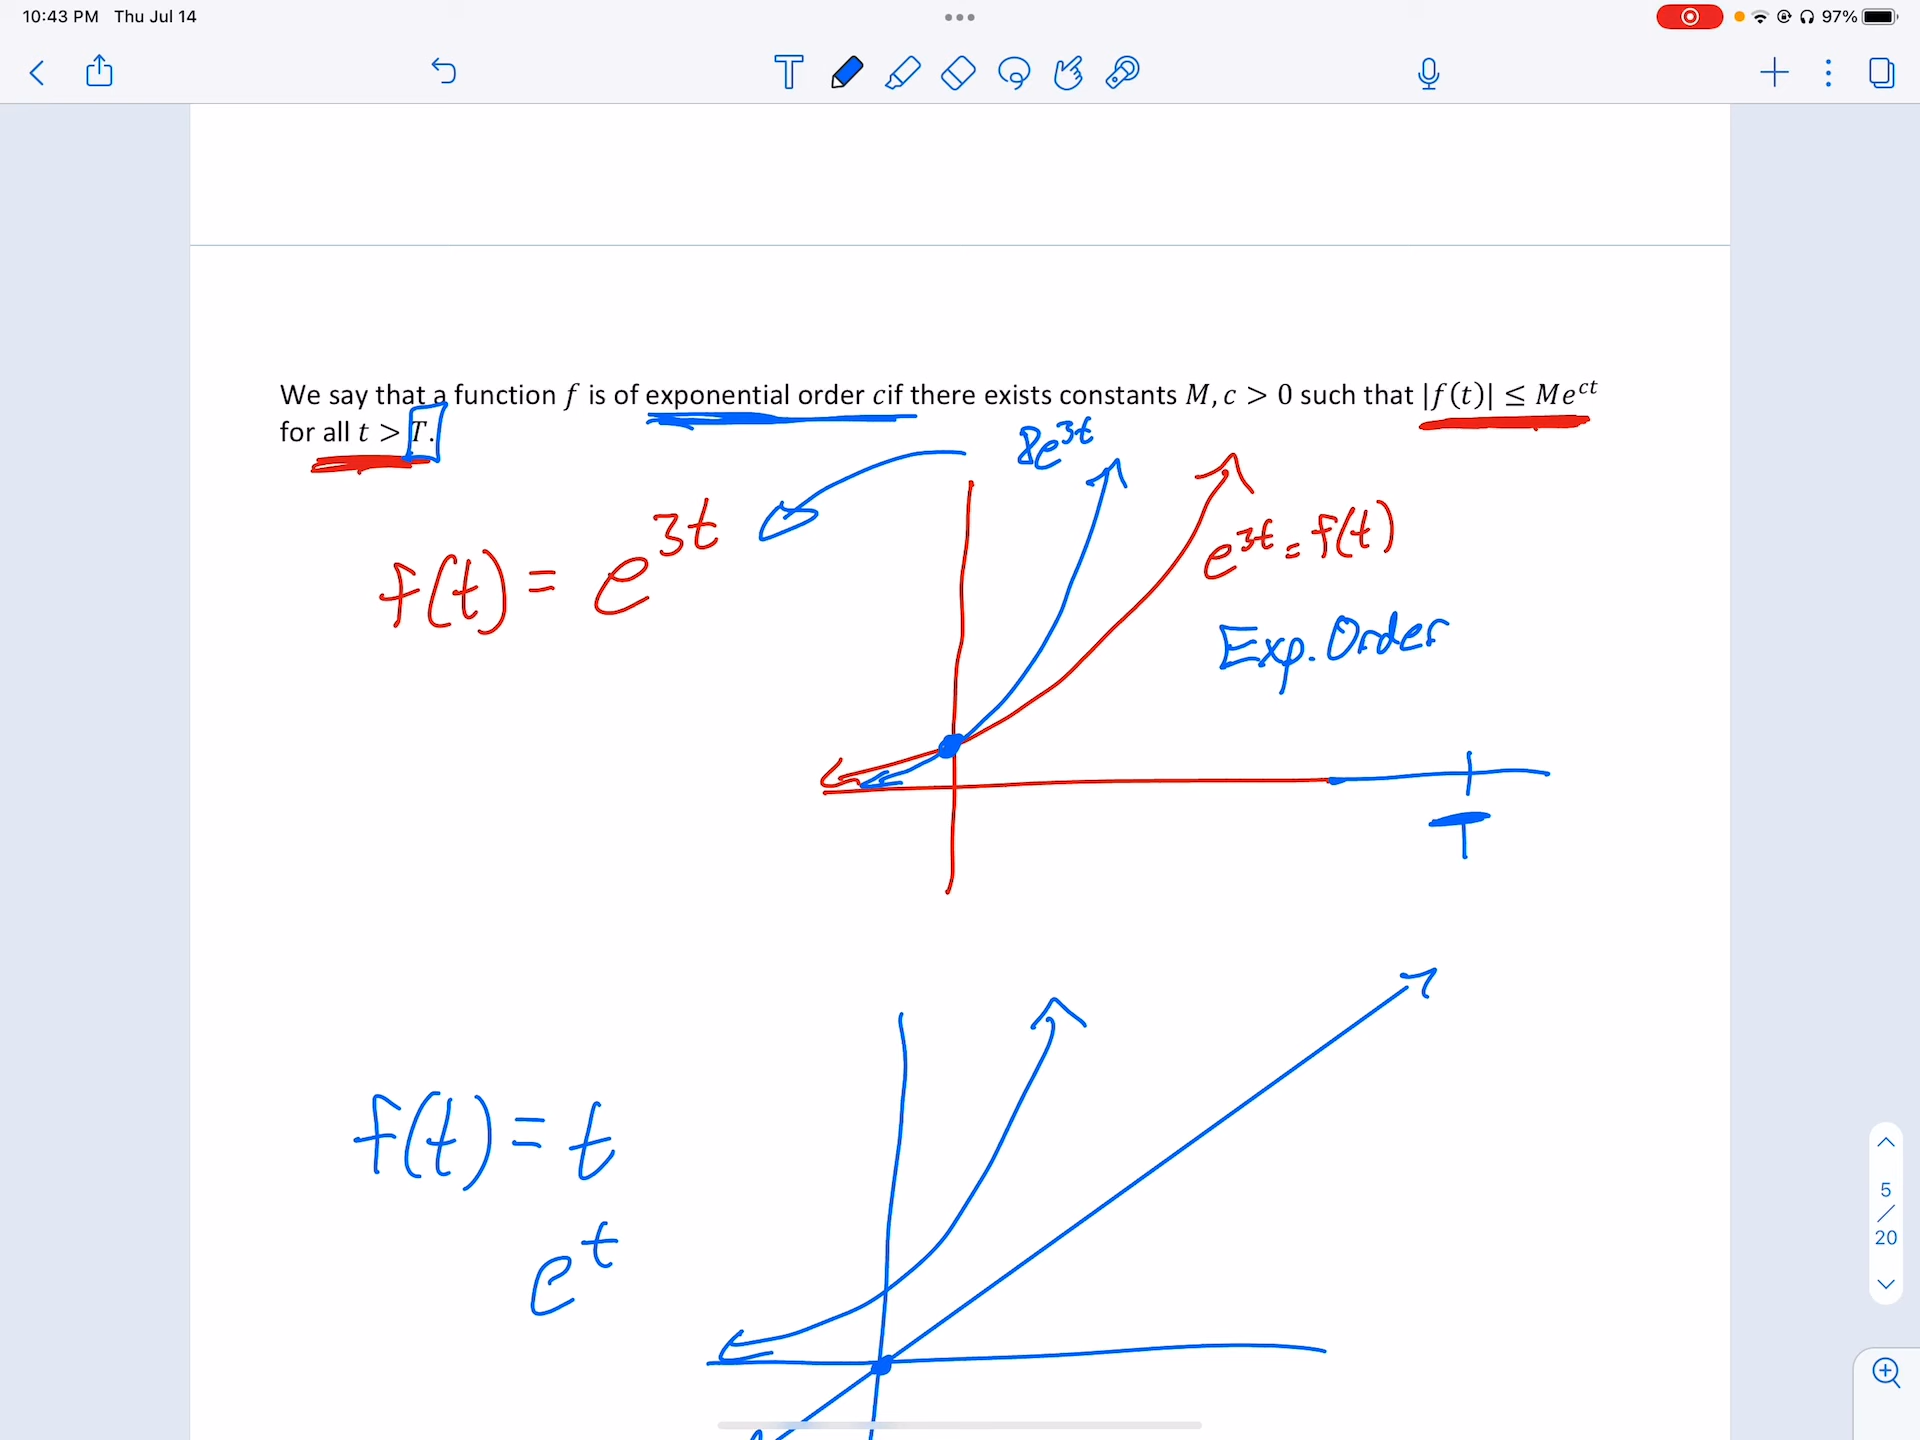 10:43 PM Thu Jul 14
97%
We say that a function f is of exponential order cif there exists constants M, c > 0 such that |f(t)| ≤ Me^ct
for all t > T.
8e^3t
f(t) = e^3t
e^3t = f(t)
Exp. Order
T
f(t) = t
e^t
5
/
20